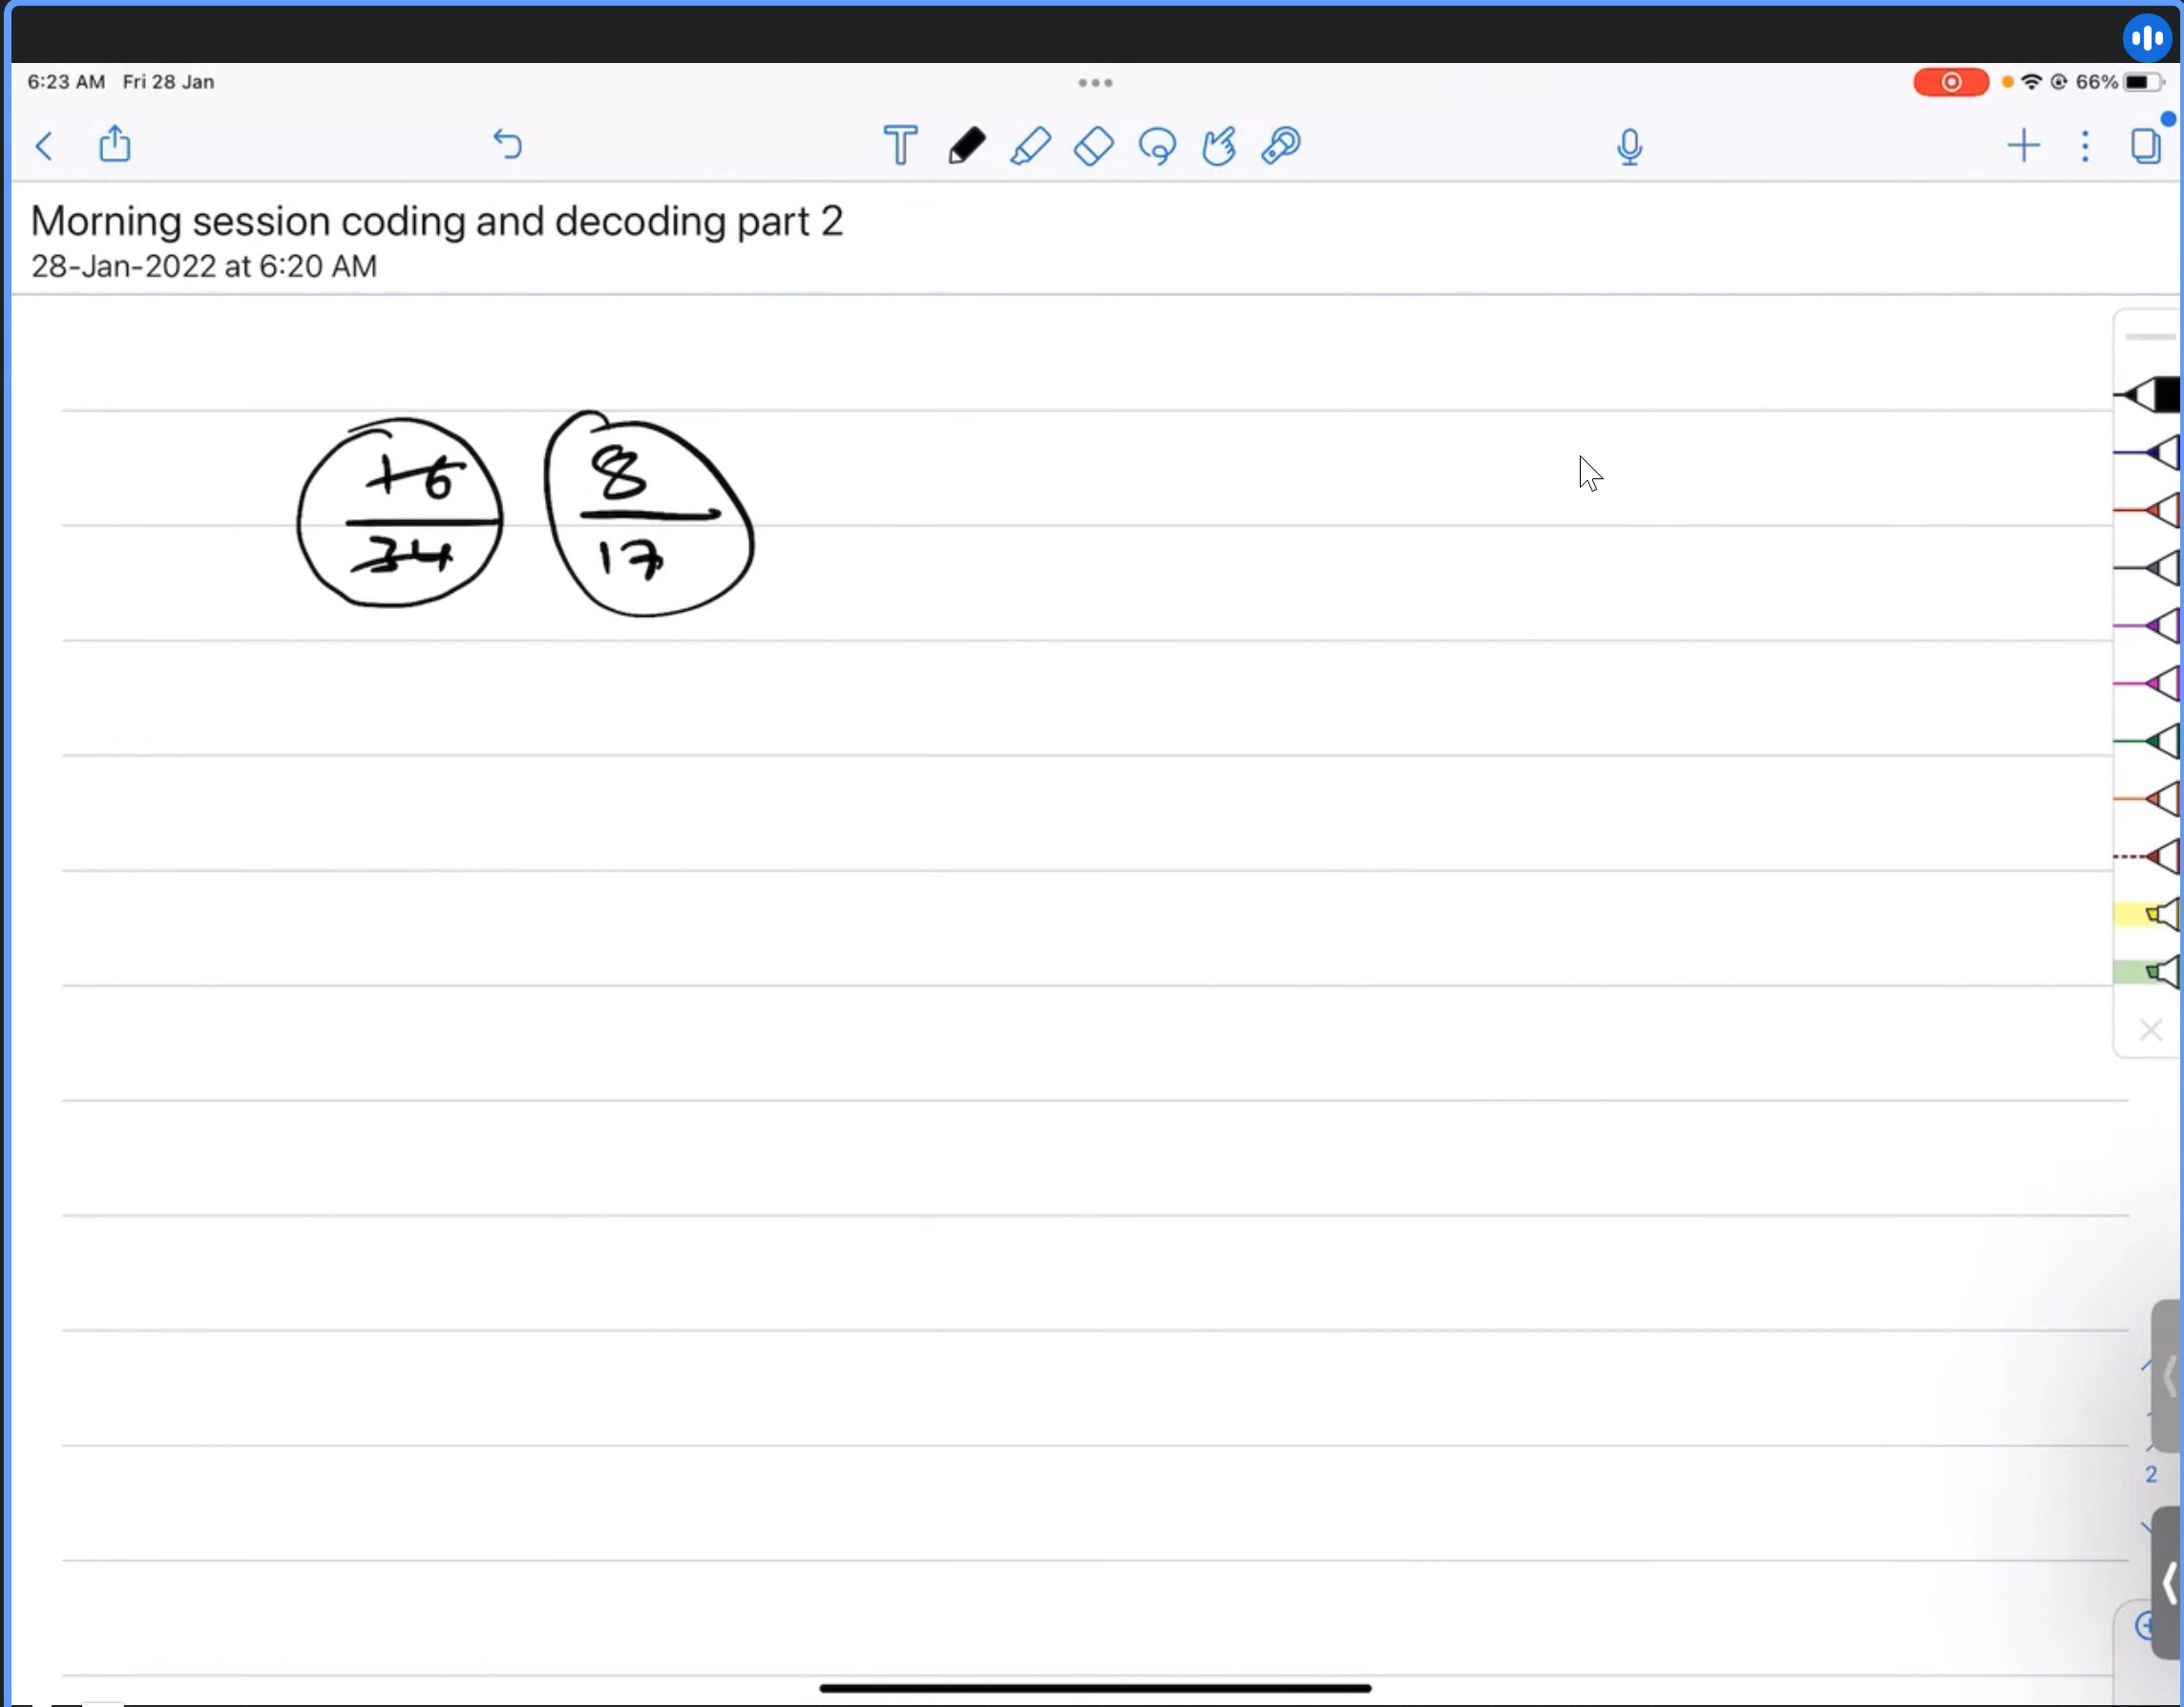 6:23 AM Fri 28 Jan 66%
T
Morning session coding and decoding part 2
28-Jan-2022 at 6:20 AM
16 8
34 17
2